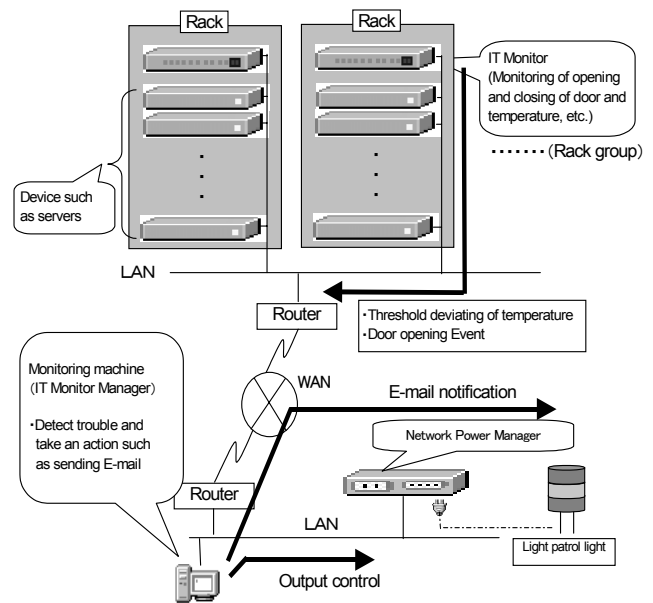 Rack
Rack
IT Monitor
(Monitoring of opening
and closing of door and
temperature, etc.)
･･･････(Rack group)
Device such
as servers
LAN
Router
･Threshold deviating of temperature
･Door opening Event
Monitoring machine
(IT Monitor Manager)
･Detect trouble and
take an action such
as sending E-mail
WAN
E-mail notification
Network Power Manager
Router
LAN
Light patrol light
Output control